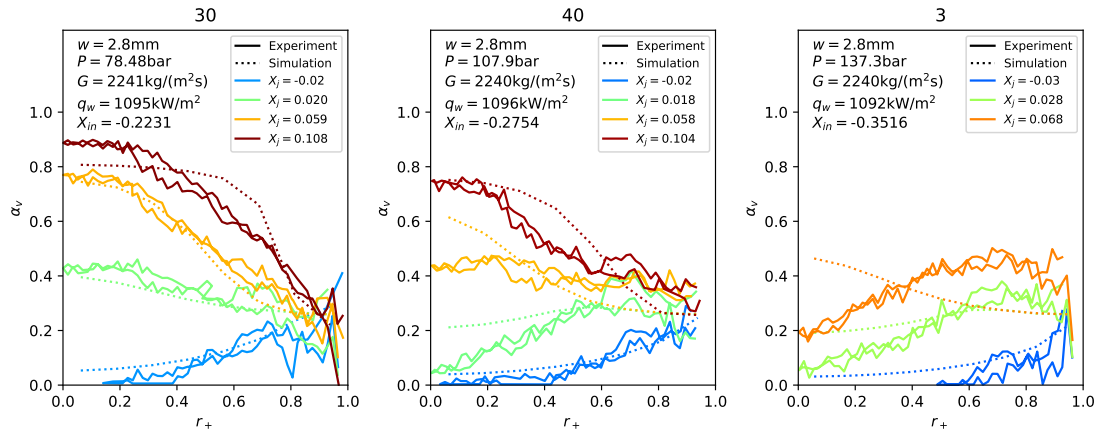 30
w = 2.8mm
P = 78.48bar
G = 2241kg/(m²s)
q_w = 1095kW/m²
X_in = -0.2231
Experiment
Simulation
X_j = -0.02
X_j = 0.020
X_j = 0.059
X_j = 0.108
α_v
0.0
0.2
0.4
0.6
0.8
1.0
0.0
0.2
0.4
0.6
0.8
1.0
r_+
40
w = 2.8mm
P = 107.9bar
G = 2240kg/(m²s)
q_w = 1096kW/m²
X_in = -0.2754
Experiment
Simulation
X_j = -0.02
X_j = 0.018
X_j = 0.058
X_j = 0.104
α_v
0.0
0.2
0.4
0.6
0.8
1.0
0.0
0.2
0.4
0.6
0.8
1.0
r_+
3
w = 2.8mm
P = 137.3bar
G = 2240kg/(m²s)
q_w = 1092kW/m²
X_in = -0.3516
Experiment
Simulation
X_j = -0.03
X_j = 0.028
X_j = 0.068
α_v
0.0
0.2
0.4
0.6
0.8
1.0
0.0
0.2
0.4
0.6
0.8
1.0
r_+